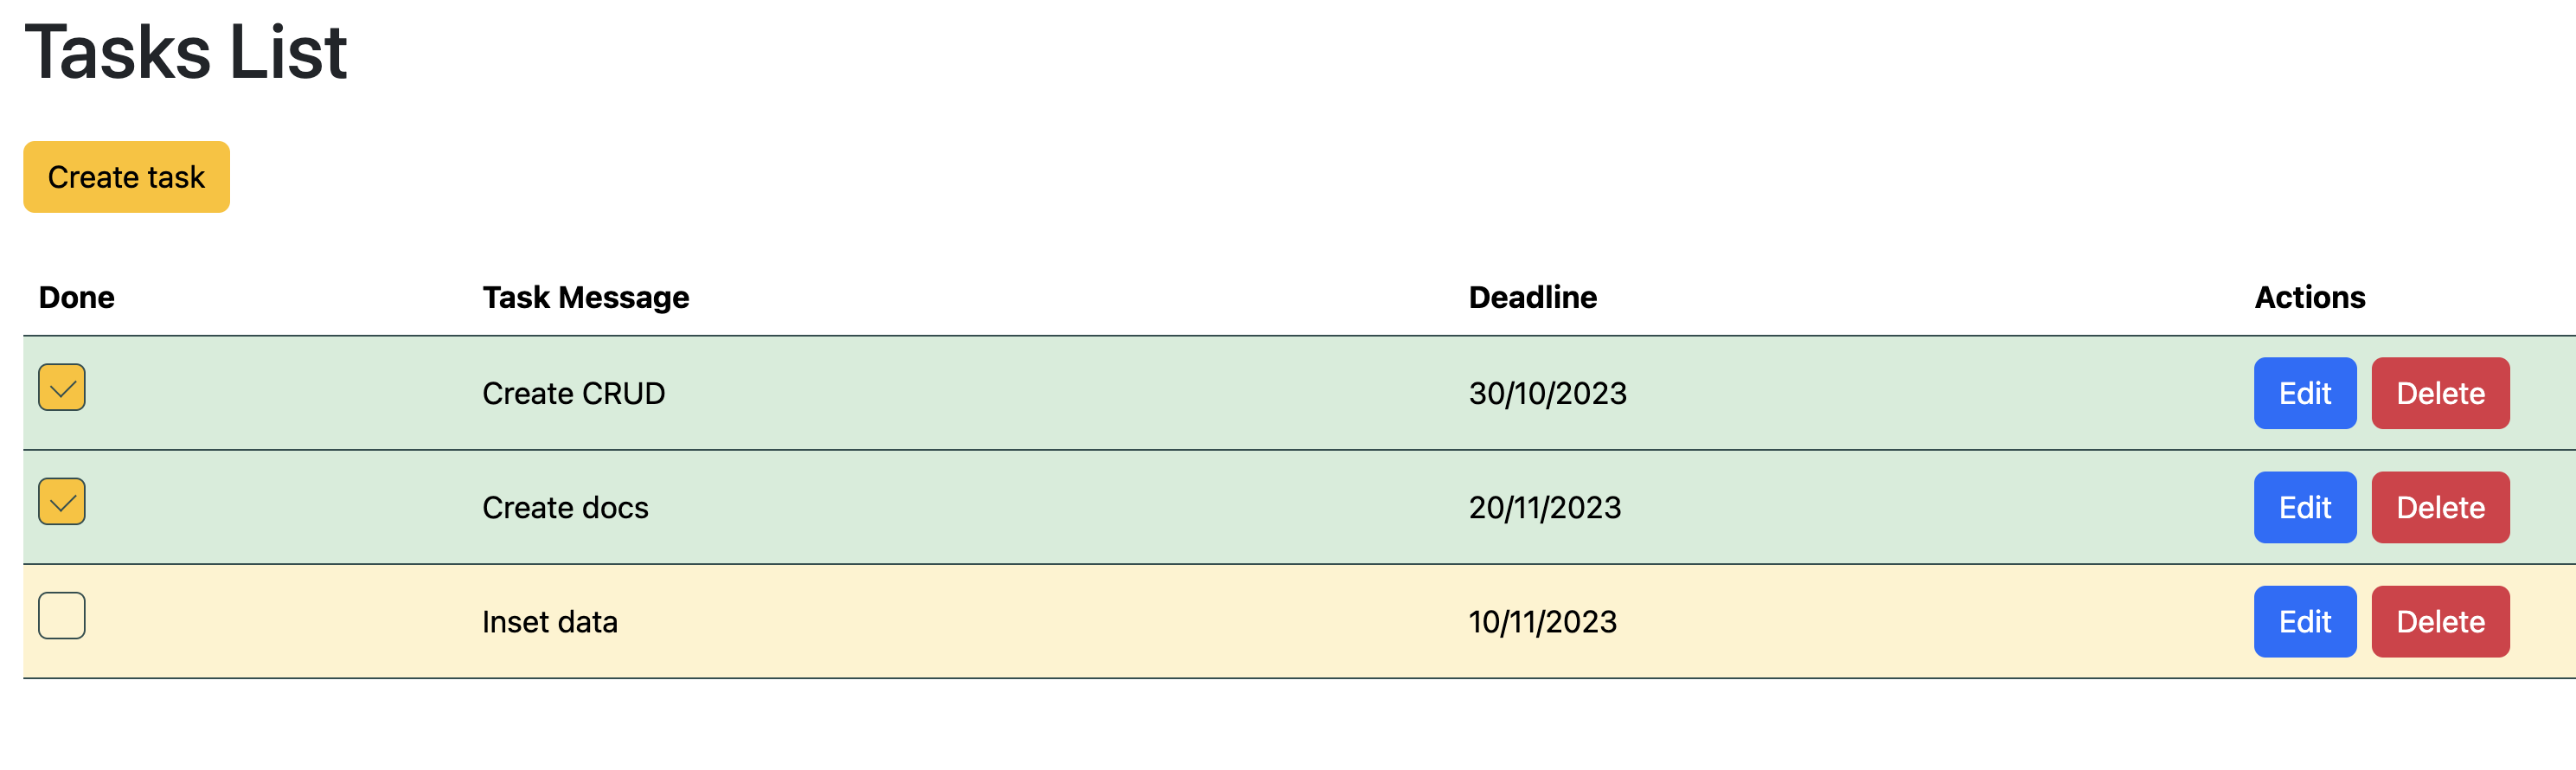 Tasks List
Create task
Done Task Message Deadline Actions
Create CRUD 30/10/2023 Edit Delete
Create docs 20/11/2023 Edit Delete
Inset data 10/11/2023 Edit Delete